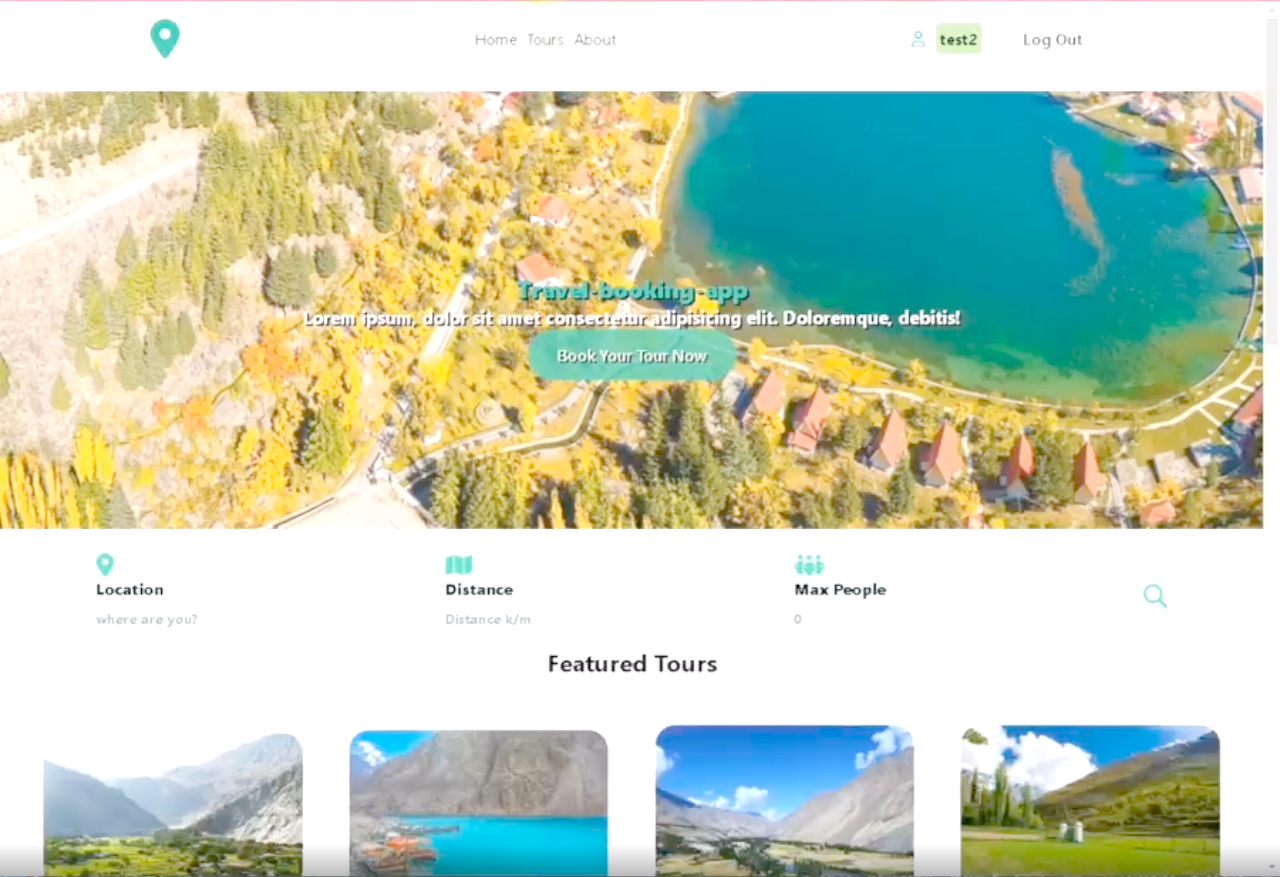 Home Tours About
test2
Log Out
Travel-booking-app
Lorem ipsum, dolor sit amet consectetur adipisicing elit. Doloremque, debitis!
Book Your Tour Now
Location
where are you?
Distance
Distance k/m
Max People
0
Featured Tours